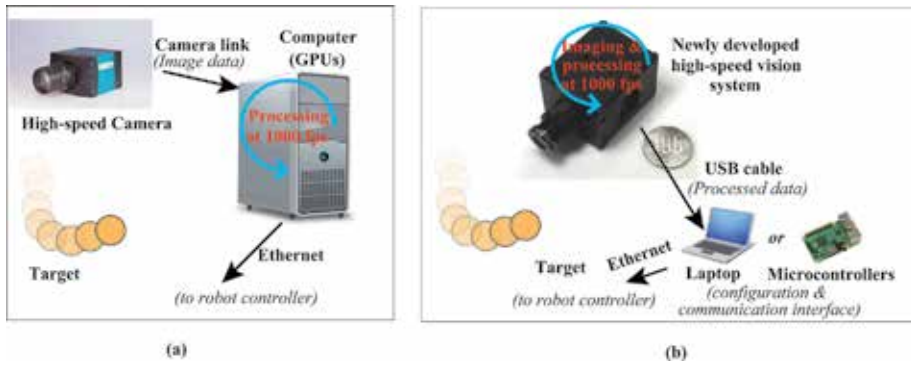 Camera link
(Image data)
Computer
(GPUs)
High-speed Camera
Processing
at 1000 fps
Target
Ethernet
(to robot controller)
(a)
Imaging &
processing
at 1000 fps
Newly developed
high-speed vision
system
USB cable
(Processed data)
or
Target
Ethernet
Laptop
Microcontrollers
(to robot controller)
(configuration &
communication interface)
(b)